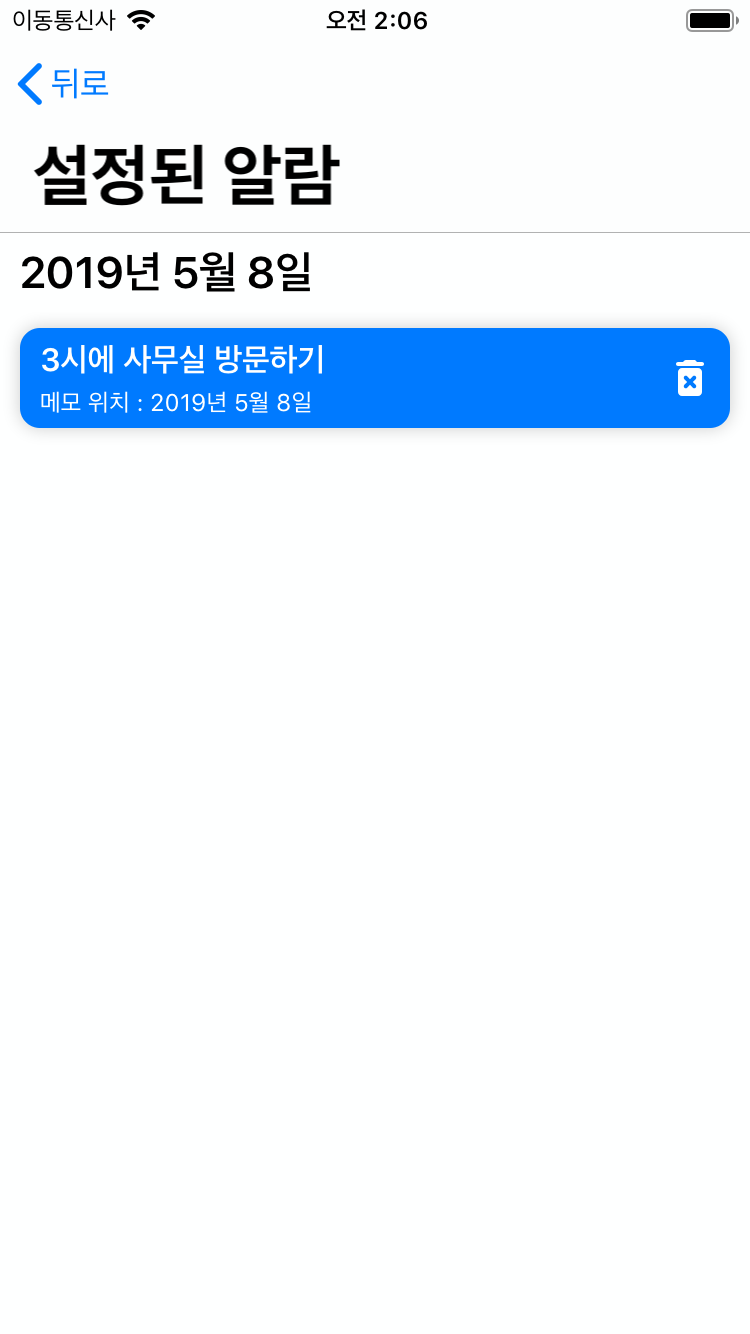 이동통신사 오전 2:06
뒤로
설정된 알람
2019년 5월 8일
3시에 사무실 방문하기
메모 위치 : 2019년 5월 8일